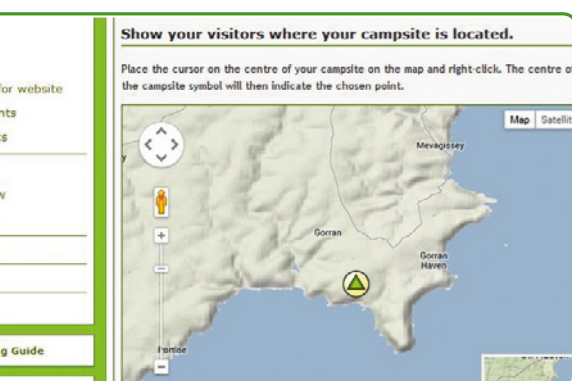 Show your visitors where your campsite is located.
Place the cursor on the centre of your campsite on the map and right-click. The centre of
the campsite symbol will then indicate the chosen point.
for website
g Guide
Map
Mevagissey
Gorran
Gorran
Haven